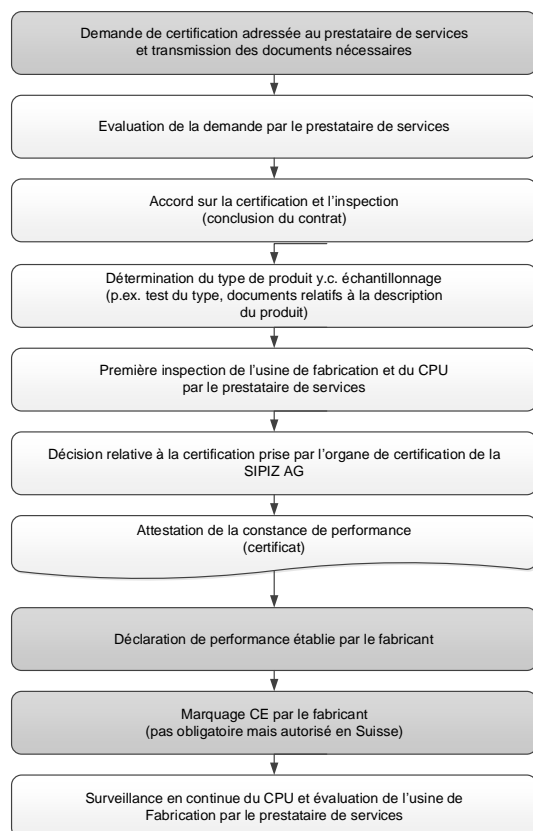 Demande de certification adressée au prestataire de services
et transmission des documents nécessaires
Evaluation de la demande par le prestataire de services
Accord sur la certification et l'inspection
(conclusion du contrat)
Détermination du type de produit y.c. échantillonnage
(p.ex. test du type, documents relatifs à la description
du produit)
Première inspection de l'usine de fabrication et du CPU
par le prestataire de services
Décision relative à la certification prise par l'organe de certification de la
SIPIZ AG
Attestation de la constance de performance
(certificat)
Déclaration de performance établie par le fabricant
Marquage CE par le fabricant
(pas obligatoire mais autorisé en Suisse)
Surveillance en continue du CPU et évaluation de l'usine de
Fabrication par le prestataire de services